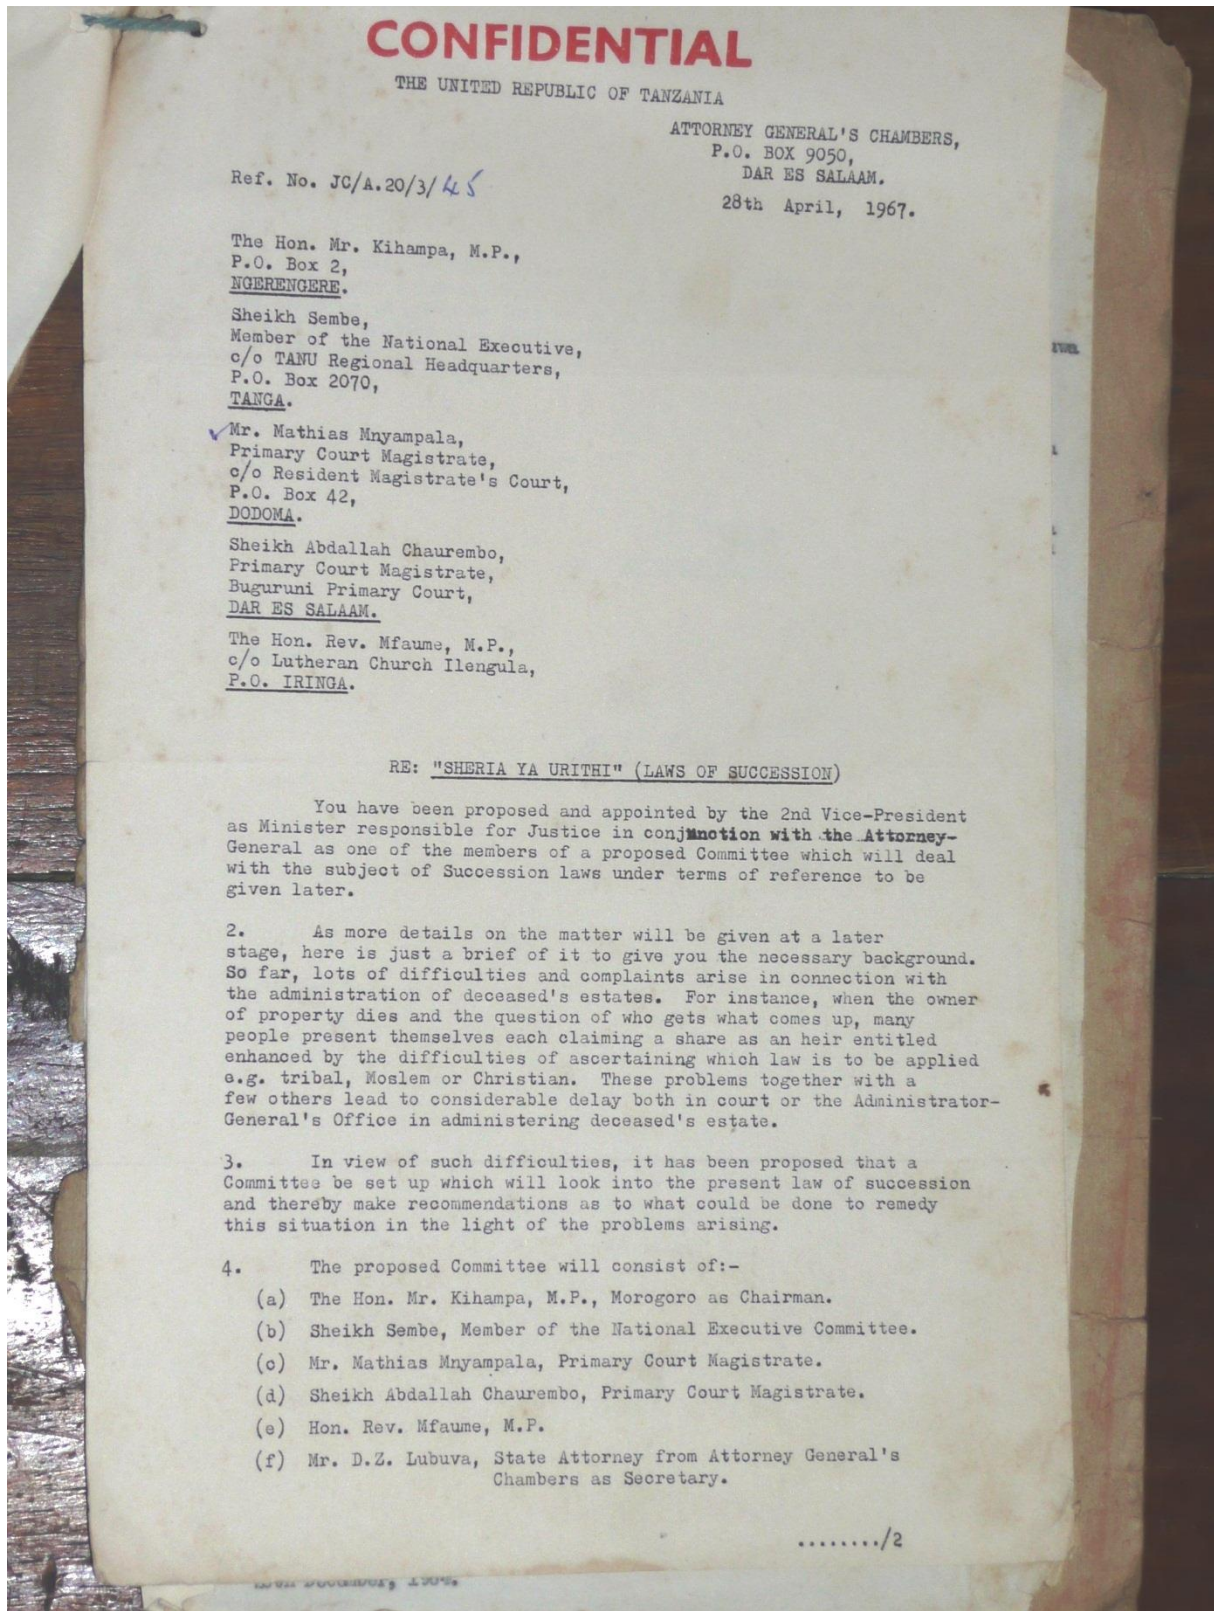 CONFIDENTIAL
THE UNITED REPUBLIC OF TANZANIA
ATTORNEY GENERAL'S CHAMBERS,
P.O. BOX 9050,
DAR ES SALAAM.
Ref. No. JC/A.20/3/45
28th April, 1967.
The Hon. Mr. Kihampa, M.P.,
P.O. Box 2,
NGERENGERE.
Sheikh Sembe,
Member of the National Executive,
c/o TANU Regional Headquarters,
P.O. Box 2070,
TANGA.
Mr. Mathias Mnyampala,
Primary Court Magistrate,
c/o Resident Magistrate's Court,
P.O. Box 42,
DODOMA.
Sheikh Abdallah Chaurembo,
Primary Court Magistrate,
Buguruni Primary Court,
DAR ES SALAAM.
The Hon. Rev. Mfaume, M.P.,
c/o Lutheran Church Ilengula,
P.O. IRINGA.
RE: "SHERIA YA URITHI" (LAWS OF SUCCESSION)
You have been proposed and appointed by the 2nd Vice-President
as Minister responsible for Justice in conjunction with the Attorney-
General as one of the members of a proposed Committee which will deal
with the subject of Succession laws under terms of reference to be
given later.
2. As more details on the matter will be given at a later
stage, here is just a brief of it to give you the necessary background.
So far, lots of difficulties and complaints arise in connection with
the administration of deceased's estates. For instance, when the owner
of property dies and the question of who gets what comes up, many
people present themselves each claiming a share as an heir entitled
enhanced by the difficulties of ascertaining which law is to be applied
e.g. tribal, Moslem or Christian. These problems together with a
few others lead to considerable delay both in court or the Administrator-
General's Office in administering deceased's estate.
3. In view of such difficulties, it has been proposed that a
Committee be set up which will look into the present law of succession
and thereby make recommendations as to what could be done to remedy
this situation in the light of the problems arising.
4. The proposed Committee will consist of:-
(a) The Hon. Mr. Kihampa, M.P., Morogoro as Chairman.
(b) Sheikh Sembe, Member of the National Executive Committee.
(c) Mr. Mathias Mnyampala, Primary Court Magistrate.
(d) Sheikh Abdallah Chaurembo, Primary Court Magistrate.
(e) Hon. Rev. Mfaume, M.P.
(f) Mr. D.Z. Lubuva, State Attorney from Attorney General's
Chambers as Secretary.
......../2
December,